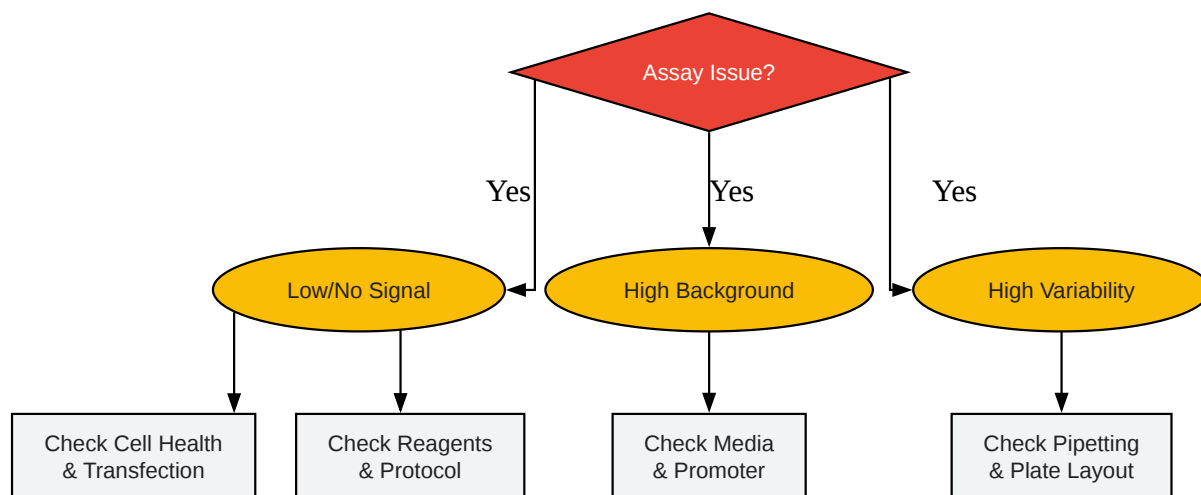 Assay Issue?
Yes
Yes
Yes
Low/No Signal
High Background
High Variability
Check Cell Health
& Transfection
Check Reagents
& Protocol
Check Media
& Promoter
Check Pipetting
& Plate Layout